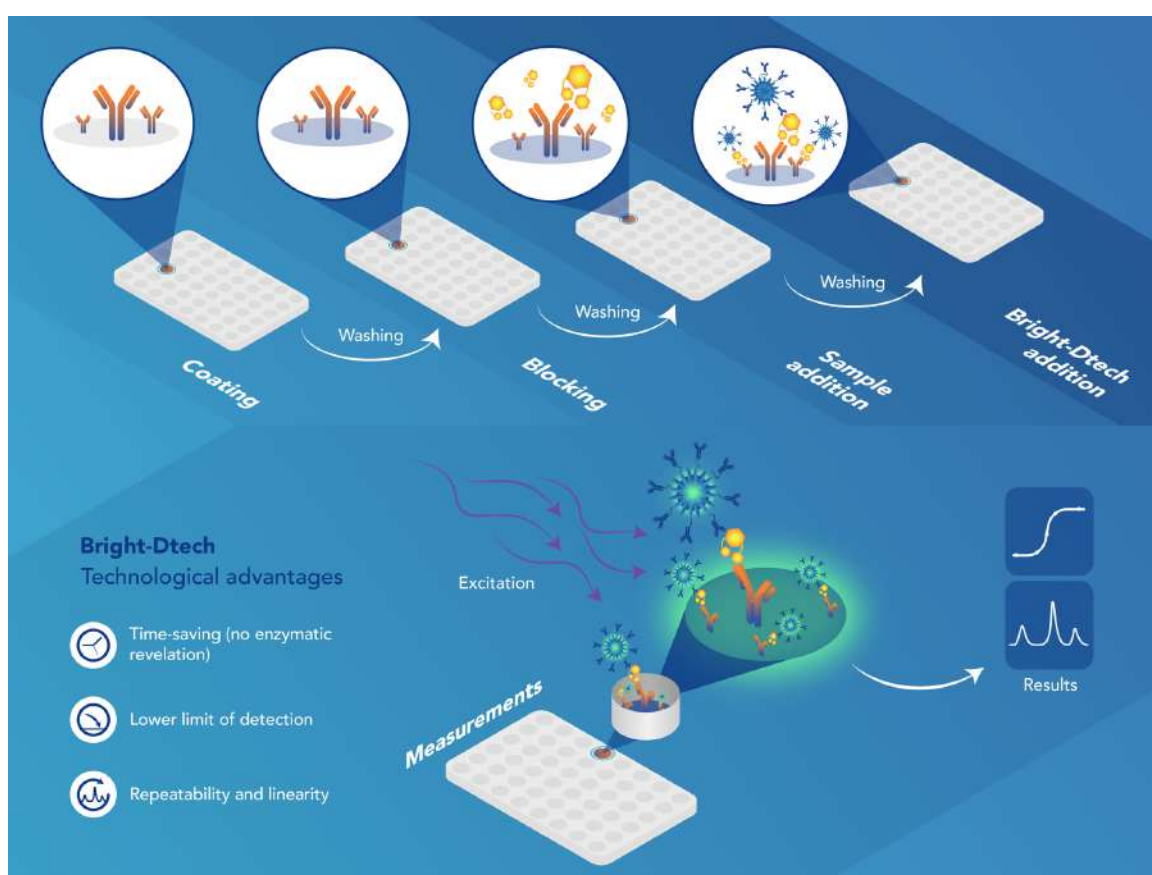 Washing
Washing
Washing
Coating
Blocking
Sample
addition
Bright-Dtech
addition
Bright-Dtech
Technological advantages
Time-saving (no enzymatic
revelation)
Lower limit of detection
Repeatability and linearity
Excitation
Measurements
Results